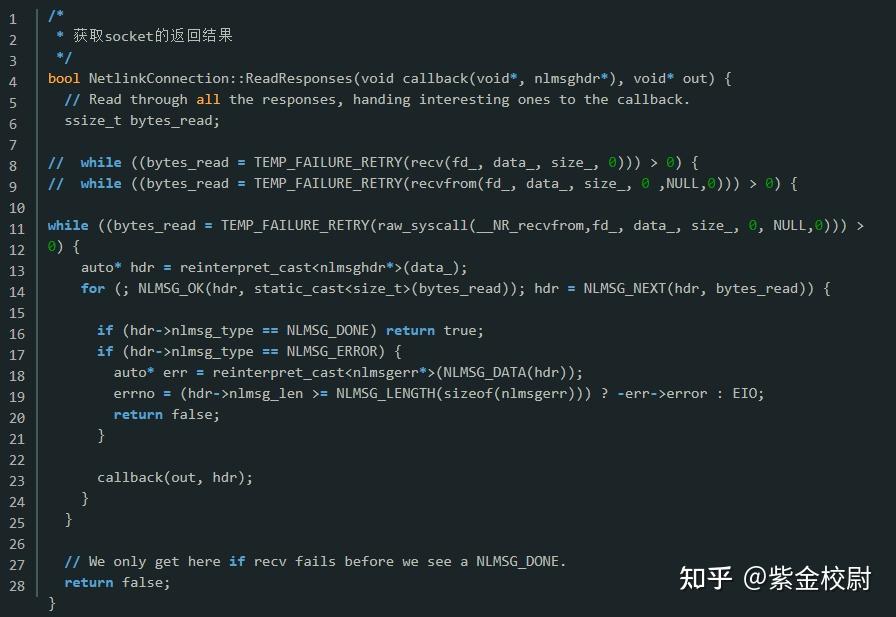 1 /*
2  * 获取socket的返回结果
3  */
4 bool NetlinkConnection::ReadResponses(void callback(void*, nlmsghdr*), void* out) {
5   // Read through all the responses, handing interesting ones to the callback.
6   ssize_t bytes_read;
7
8 //  while ((bytes_read = TEMP_FAILURE_RETRY(recv(fd_, data_, size_, 0))) > 0) {
9 //  while ((bytes_read = TEMP_FAILURE_RETRY(recvfrom(fd_, data_, size_, 0 ,NULL,0))) > 0) {
10
11 while ((bytes_read = TEMP_FAILURE_RETRY(raw_syscall(__NR_recvfrom,fd_, data_, size_, 0, NULL,0))) >
12 0) {
13     auto* hdr = reinterpret_cast<nlmsghdr*>(data_);
14     for (; NLMSG_OK(hdr, static_cast<size_t>(bytes_read)); hdr = NLMSG_NEXT(hdr, bytes_read)) {
15
16       if (hdr->nlmsg_type == NLMSG_DONE) return true;
17       if (hdr->nlmsg_type == NLMSG_ERROR) {
18         auto* err = reinterpret_cast<nlmsgerr*>(NLMSG_DATA(hdr));
19         errno = (hdr->nlmsg_len >= NLMSG_LENGTH(sizeof(nlmsgerr))) ? -err->error : EIO;
20         return false;
21       }
22
23       callback(out, hdr);
24     }
25   }
26
27   // We only get here if recv fails before we see a NLMSG_DONE.
28   return false;
}
知乎 @紫金校尉